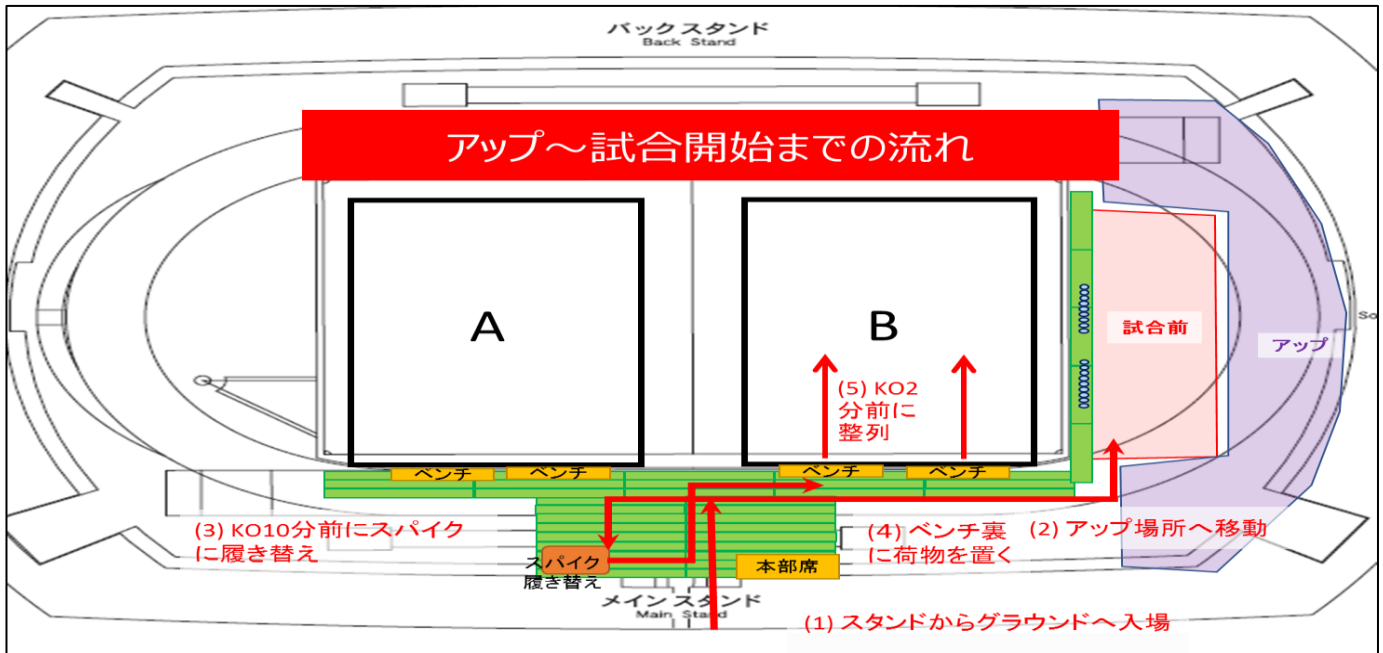 バックスタンド
Back Stand
アップ～試合開始までの流れ
A
B
試合前
アップ
So
(5) KO2
分前に
整列
ベンチ
ベンチ
ベンチ
ベンチ
(3) KO10分前にスパイク
に履き替え
(4) ベンチ裏
に荷物を置く
(2) アップ場所へ移動
スパイク
履き替え
本部席
メインスタンド
Main Stand
(1) スタンドからグラウンドへ入場